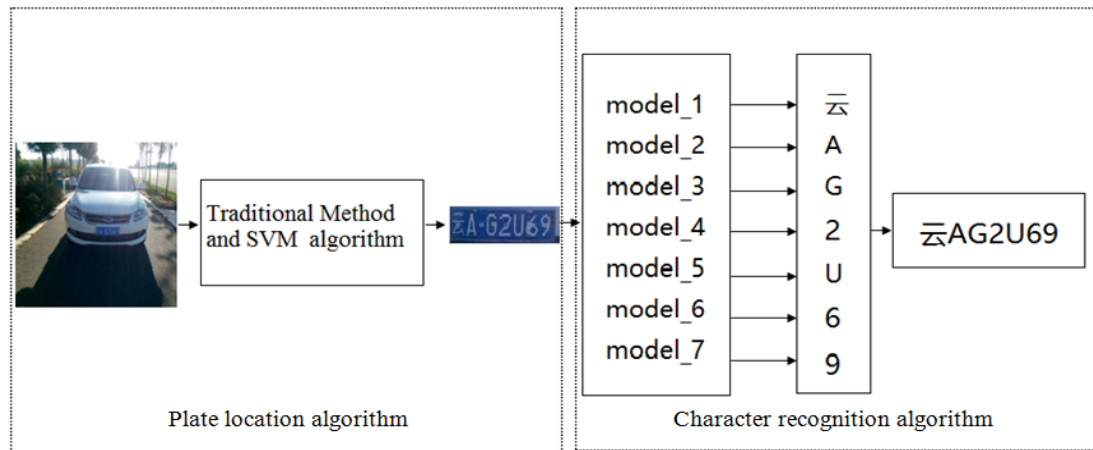 Traditional Method
and SVM algorithm
云A·G2U69
model_1
model_2
model_3
model_4
model_5
model_6
model_7
云
A
G
2
U
6
9
云AG2U69
Plate location algorithm
Character recognition algorithm